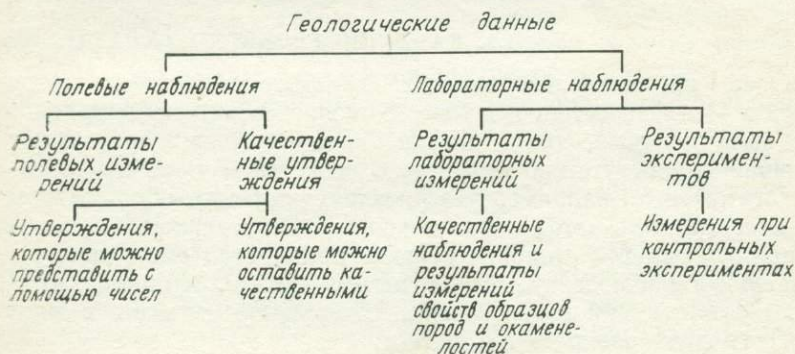 Геологические данные
Полевые наблюдения
Лабораторные наблюдения
Результаты
полевых изме-
рений
Качествен-
ные утвер-
ждения
Результаты
лабораторных
измерений
Результаты
эксперимен-
тов
Утверждения,
которые можно
представить с
помощью чисел
Утверждения,
которые можно
оставить ка-
чественными
Качественные
наблюдения и
результаты
измерений
свойств образцов
пород и окамене-
лостей
Измерения при
контрольных
экспериментах